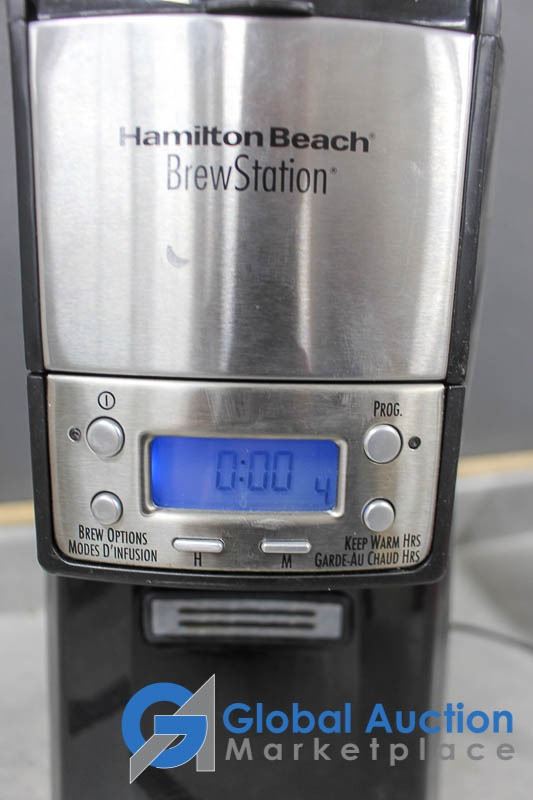 Hamilton Beach®
BrewStation®
PROG.
0:00 4
BREW OPTIONS
MODES D'INFUSION
H
M
KEEP WARM HRS
GARDE-AU CHAUD HRS
Global Auction
Marketplace